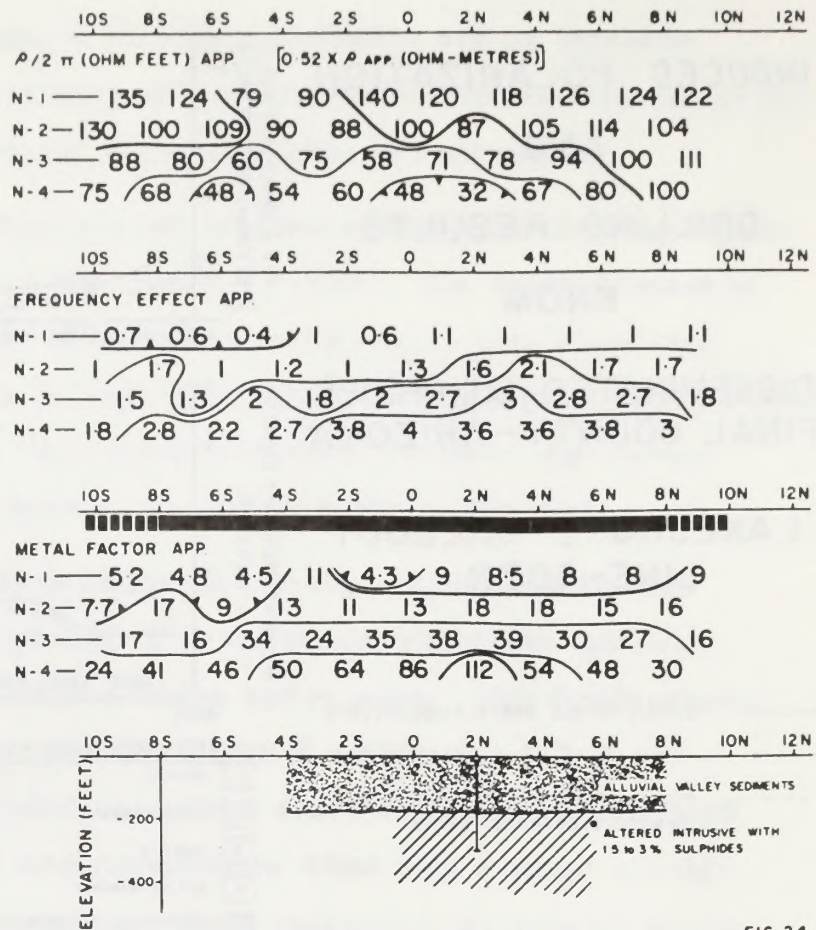 10S 8S 6S 4S 2S 0 2N 4N 6N 8N 10N 12N
ρ/2 π (OHM FEET) APP. [0·52 X ρ APP. (OHM-METRES)]
N-1 — 135 124 79 90 140 120 118 126 124 122
N-2 — 130 100 109 90 88 100 87 105 114 104
N-3 — 88 80 60 75 58 71 78 94 100 111
N-4 — 75 68 48 54 60 48 32 67 80 100
10S 8S 6S 4S 2S 0 2N 4N 6N 8N 10N 12N
FREQUENCY EFFECT APP.
N-1 — 0·7 0·6 0·4 1 0·6 1·1 1 1 1 1·1
N-2 — 1 1·7 1 1·2 1 1·3 1·6 2·1 1·7 1·7
N-3 — 1·5 1·3 2 1·8 2 2·7 3 2·8 2·7 1·8
N-4 — 1·8 2·8 22 2·7 3·8 4 3·6 3·6 3·8 3
10S 8S 6S 4S 2S 0 2N 4N 6N 8N 10N 12N
METAL FACTOR APP.
N-1 — 5·2 4·8 4·5 11 4·3 9 8·5 8 8 9
N-2 — 7·7 17 9 13 11 13 18 18 15 16
N-3 — 17 16 34 24 35 38 39 30 27 16
N-4 — 24 41 46 50 64 86 112 54 48 30
10S 8S 6S 4S 2S 0 2N 4N 6N 8N 10N 12N
ELEVATION (FEET)
ALLUVIAL VALLEY SEDIMENTS
-200
ALTERED INTRUSIVE WITH
1·5 to 3% SULPHIDES
-400